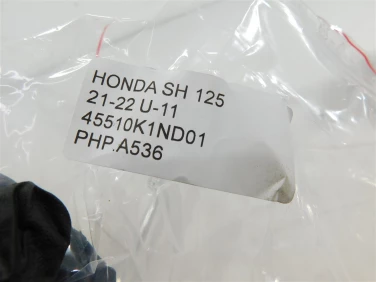 HONDA SH 125
21-22 U-11
45510K1ND01
PHP.A536